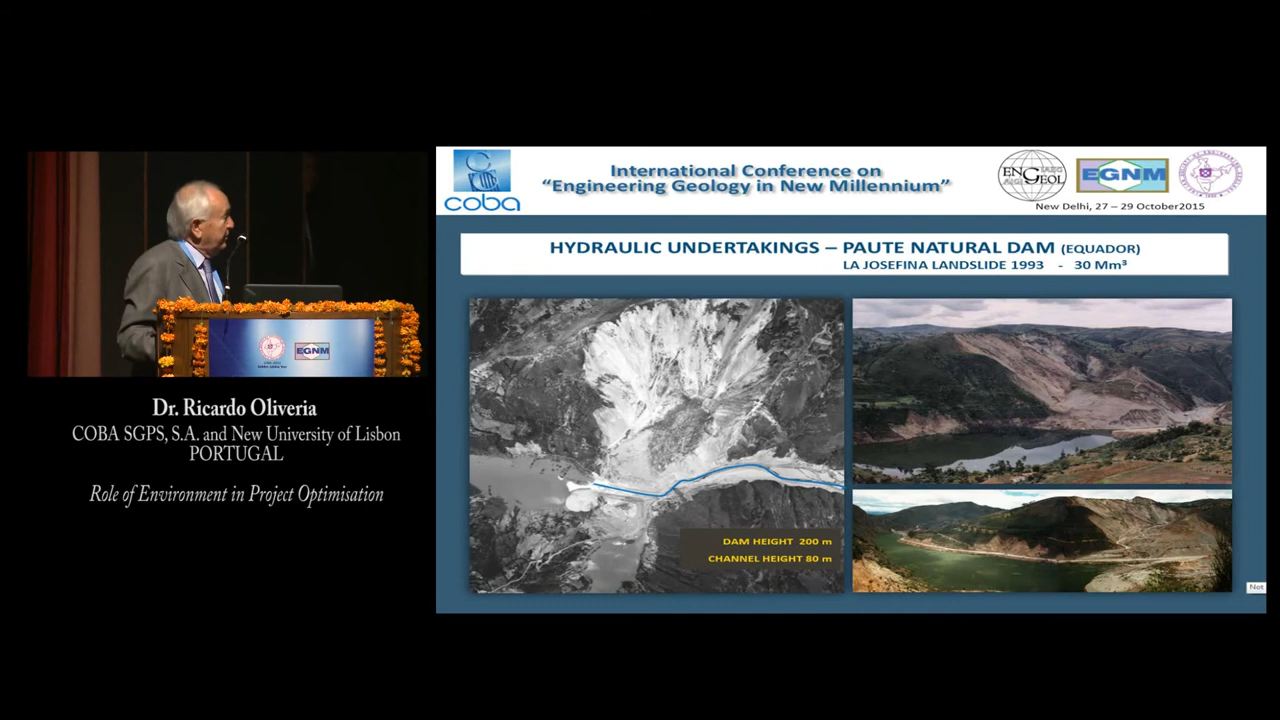 coba
International Conference on
“Engineering Geology in New Millennium”
ENGEOL
EGNM
New Delhi, 27 – 29 October2015
HYDRAULIC UNDERTAKINGS – PAUTE NATURAL DAM (EQUADOR)
LA JOSEFINA LANDSLIDE 1993 - 30 Mm³
DAM HEIGHT 200 m
CHANNEL HEIGHT 80 m
Not
EGNM
Dr. Ricardo Oliveria
COBA SGPS, S.A. and New University of Lisbon
PORTUGAL
Role of Environment in Project Optimisation